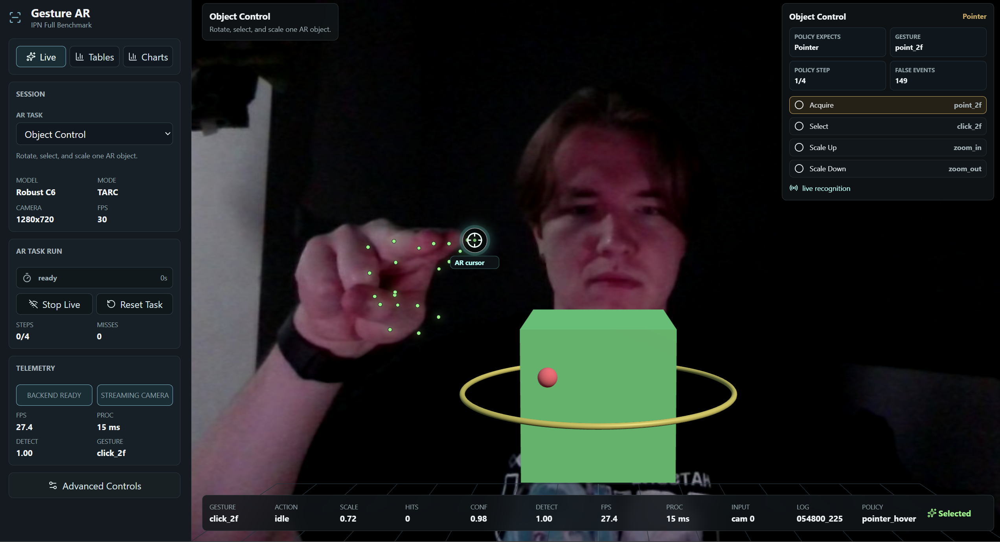 Gesture AR
IPN Full Benchmark
Live
Tables
Charts
SESSION
AR TASK
Object Control
Rotate, select, and scale one AR object.
MODEL
MODE
Robust C6
TARC
CAMERA
FPS
1280x720
30
AR TASK RUN
ready
0s
Stop Live
Reset Task
STEPS
MISSES
0/4
0
TELEMETRY
BACKEND READY
STREAMING CAMERA
FPS
PROC
27.4
15 ms
DETECT
GESTURE
1.00
click_2f
Advanced Controls
Object Control
Rotate, select, and scale one AR object.
AR cursor
Object Control
Pointer
POLICY EXPECTS
Pointer
GESTURE
point_2f
POLICY STEP
1/4
FALSE EVENTS
149
Acquire point_2f
Select click_2f
Scale Up zoom_in
Scale Down zoom_out
live recognition
GESTURE
click_2f
ACTION
idle
SCALE
0.72
HITS
0
CONF
0.98
DETECT
1.00
FPS
27.4
PROC
15 ms
INPUT
cam 0
LOG
054800_225
POLICY
pointer_hover
Selected